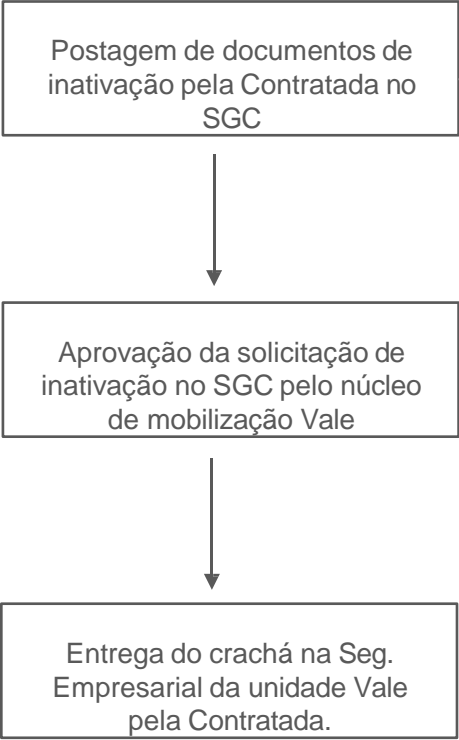 Postagem de documentos de
inativação pela Contratada no
SGC
Aprovação da solicitação de
inativação no SGC pelo núcleo
de mobilização Vale
Entrega do crachá na Seg.
Empresarial da unidade Vale
pela Contratada.